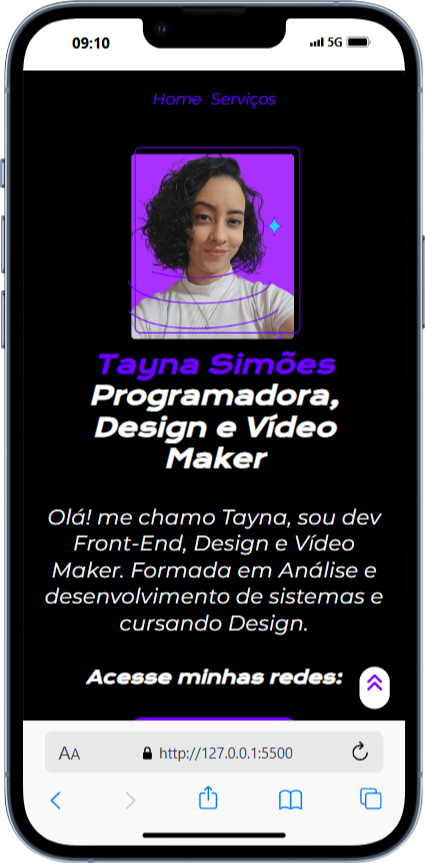 09:10
5G
Home Serviços
Tayna Simões
Programadora,
Design e Vídeo
Maker
Olá! me chamo Tayna, sou dev
Front-End, Design e Vídeo
Maker. Formada em Análise e
desenvolvimento de sistemas e
cursando Design.
Acesse minhas redes:
AA
http://127.0.0.1:5500